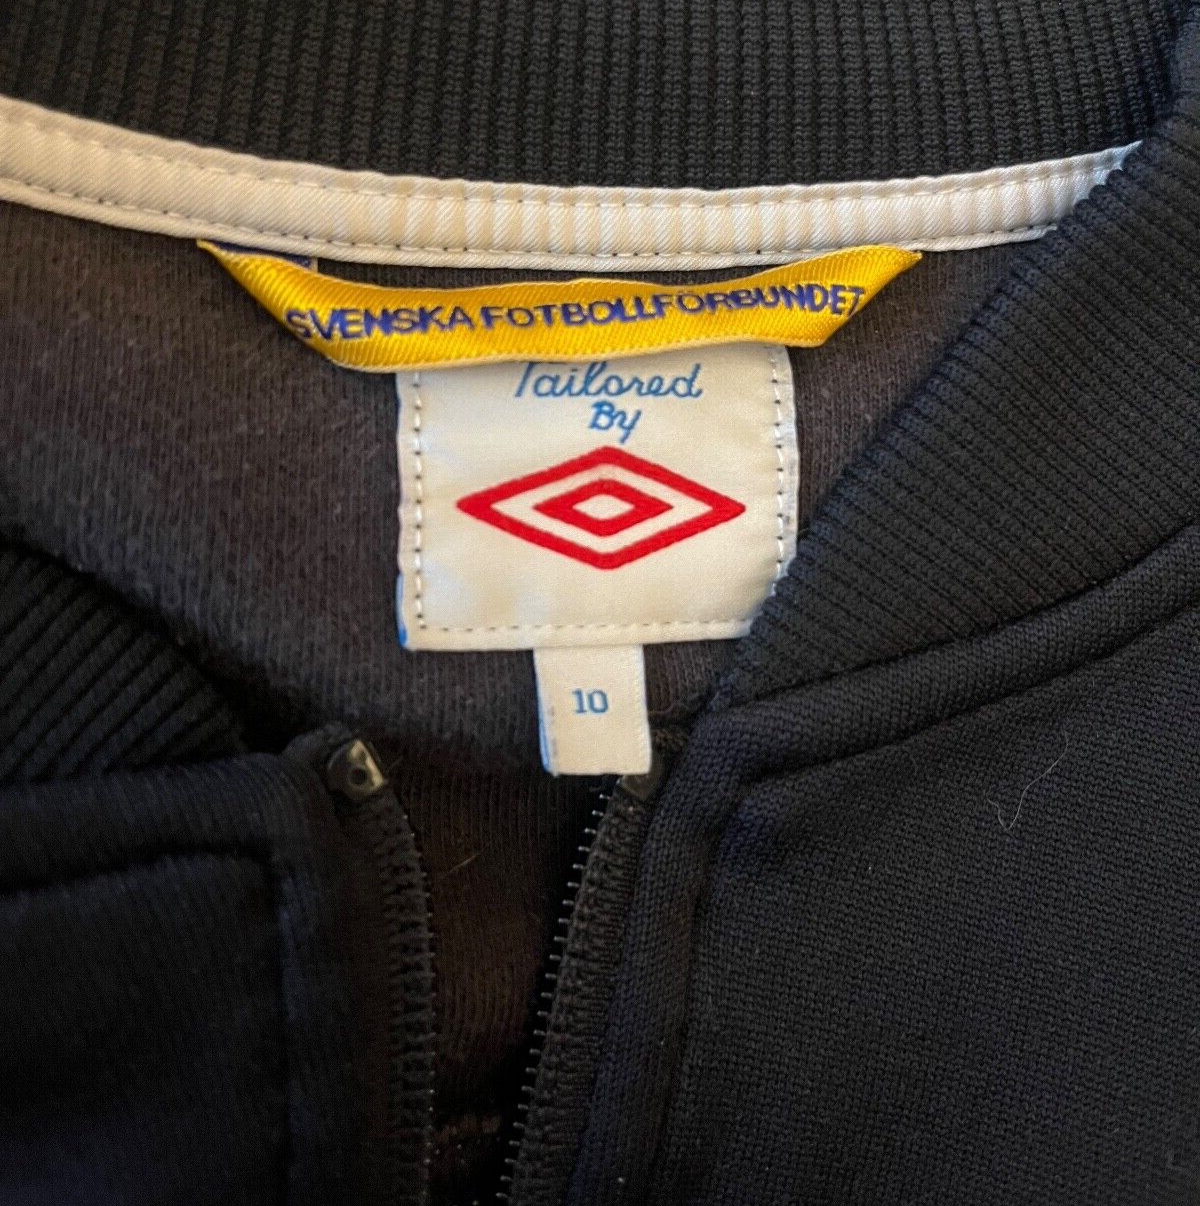 SVENSKA FOTBOLLFÖRBUNDET
Tailored
By
10